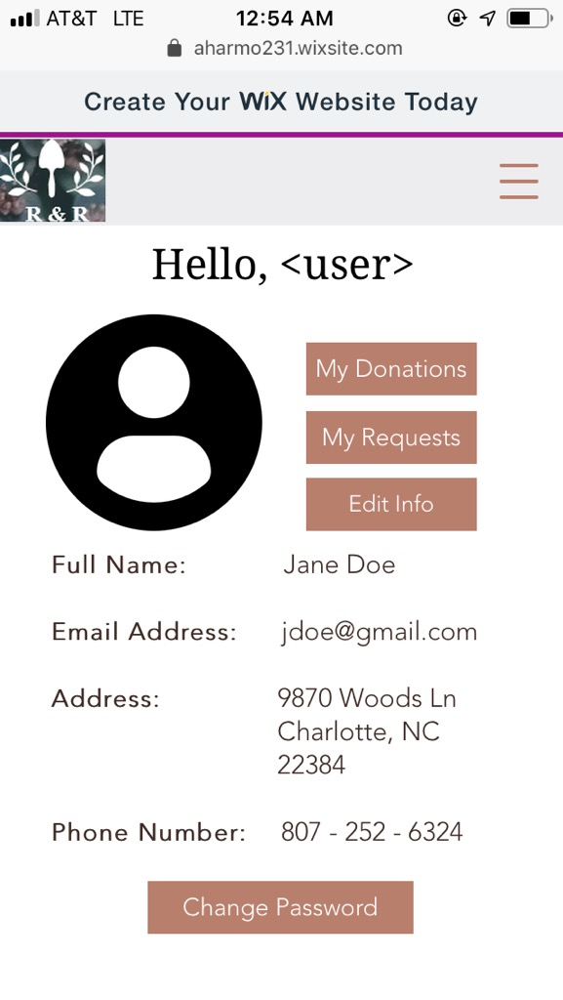 AT&T LTE 12:54 AM
aharmo231.wixsite.com
Create Your WiX Website Today
R & R
Hello, <user>
My Donations
My Requests
Edit Info
Full Name: Jane Doe
Email Address: jdoe@gmail.com
Address: 9870 Woods Ln
Charlotte, NC
22384
Phone Number: 807 - 252 - 6324
Change Password